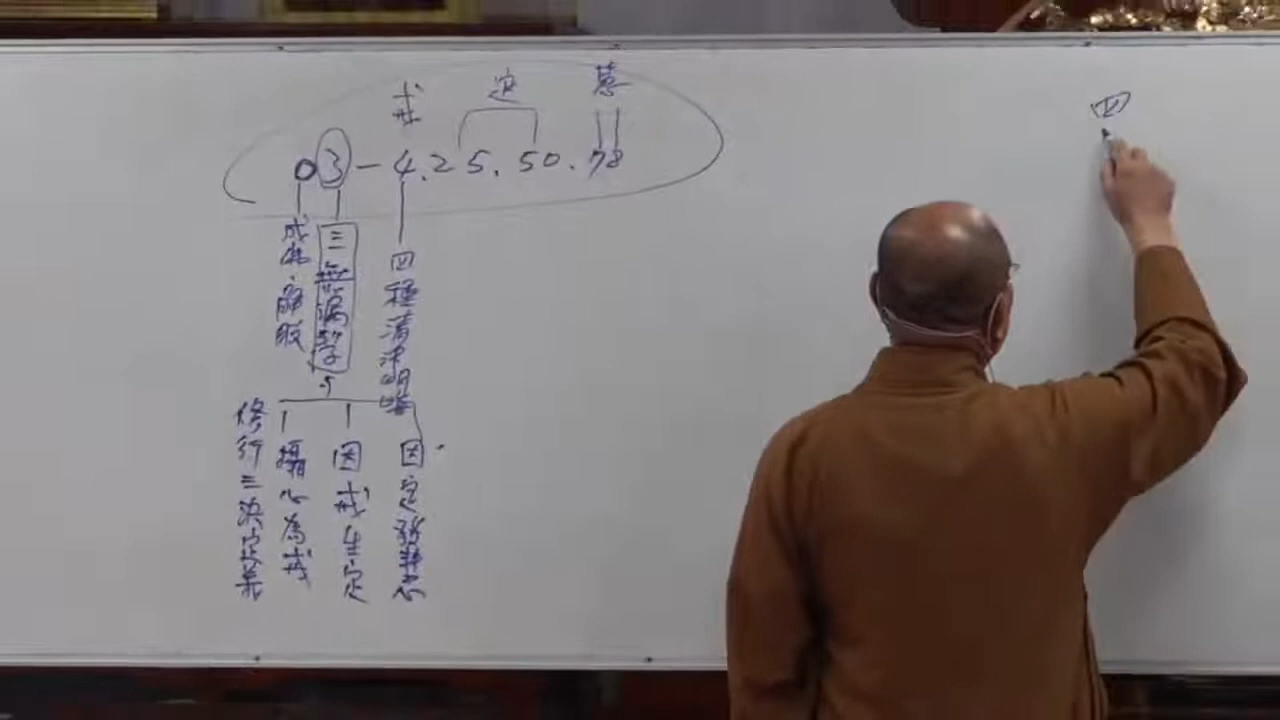 戒 定 慧
03-4.25.50.78
成佛.解脫
三無漏學
四種清淨明誨
修行三決定義
攝心為戒
因戒生定
因定發慧
四